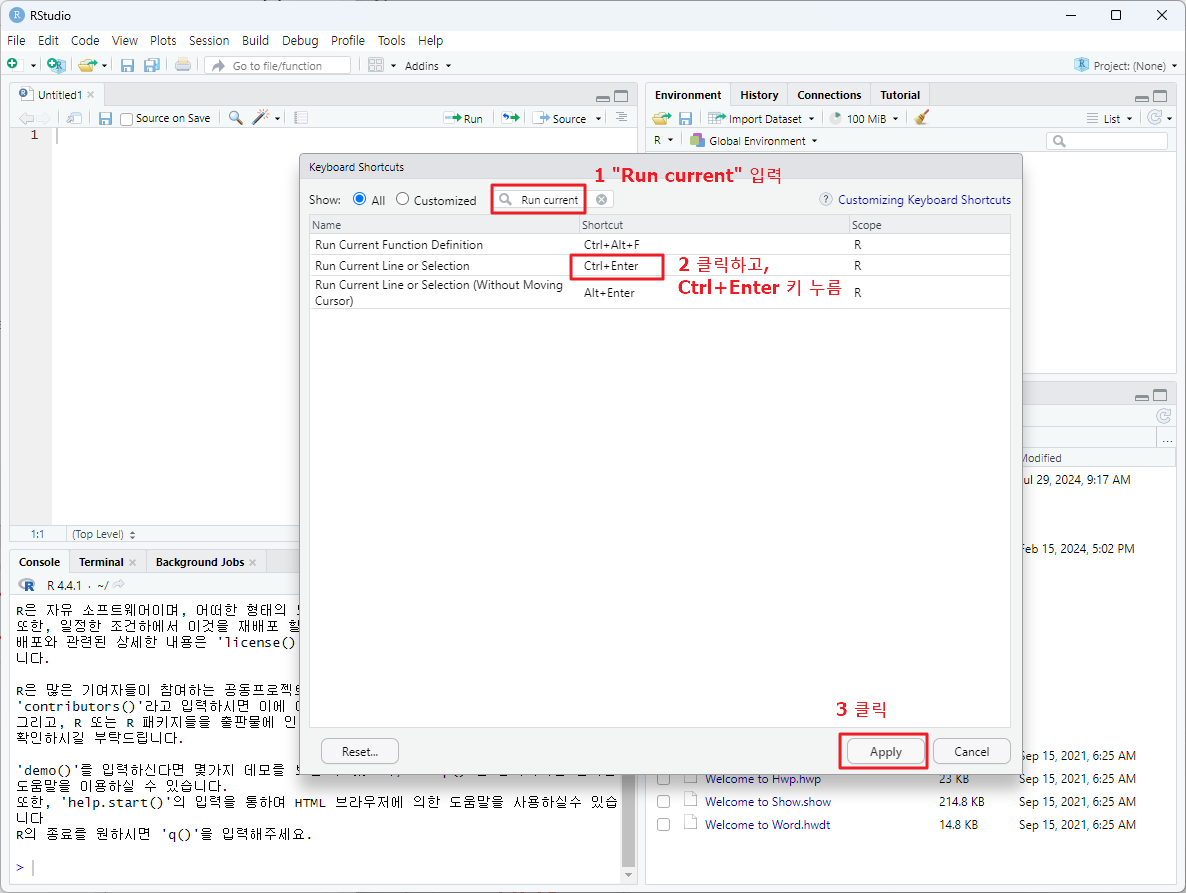 RStudio
File Edit Code View Plots Session Build Debug Profile Tools Help
Go to file/function Addins Project: (None)
Untitled1
Source on Save Run Source
1
1:1 (Top Level)
Environment History Connections Tutorial
Import Dataset 100 MiB List
R Global Environment
Keyboard Shortcuts
1 "Run current" 입력
Show: All Customized Run current Customizing Keyboard Shortcuts
Name Shortcut Scope
Run Current Function Definition Ctrl+Alt+F R
Run Current Line or Selection Ctrl+Enter R
Run Current Line or Selection (Without Moving
Cursor) Alt+Enter R
2 클릭하고,
Ctrl+Enter 키 누름
3 클릭
Reset... Apply Cancel
Console Terminal Background Jobs
R 4.4.1 · ~/
R은 자유 소프트웨어이며, 어떠한 형태의
또한, 일정한 조건하에서 이것을 재배포 할
배포와 관련된 상세한 내용은 'license()
니다.
R은 많은 기여자들이 참여하는 공동프로젝트
'contributors()'라고 입력하시면 이에
그리고, R 또는 R 패키지들을 출판물에 인
확인하시길 부탁드립니다.
'demo()'를 입력하신다면 몇가지 데모를
도움말을 이용하실 수 있습니다.
또한, 'help.start()'의 입력을 통하여 HTML 브라우저에 의한 도움말을 사용하실수 있습
니다
R의 종료를 원하시면 'q()'을 입력해주세요.
>
...
Modified
Jul 29, 2024, 9:17 AM
Feb 15, 2024, 5:02 PM
Sep 15, 2021, 6:25 AM
Welcome to Hwp.hwp 23 KB Sep 15, 2021, 6:25 AM
Welcome to Show.show 214.8 KB Sep 15, 2021, 6:25 AM
Welcome to Word.hwdt 14.8 KB Sep 15, 2021, 6:25 AM